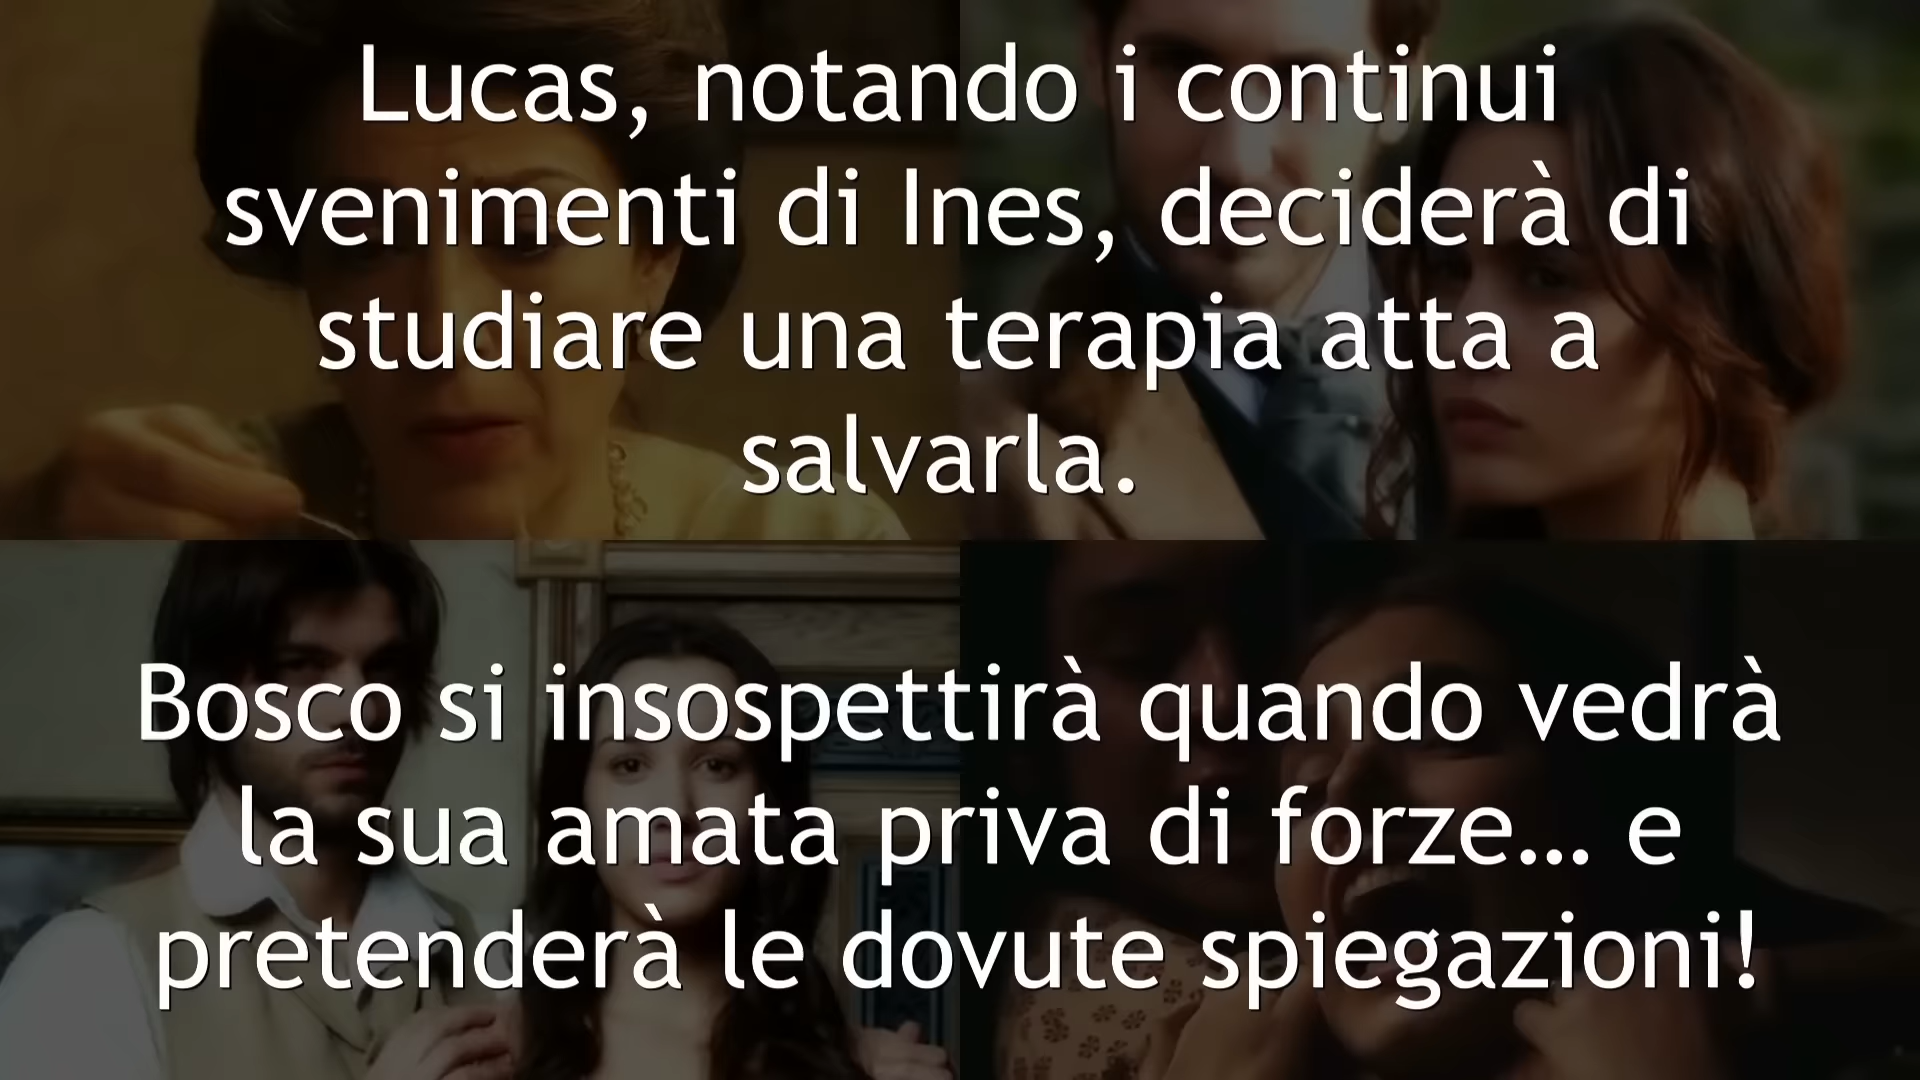 Lucas, notando i continui
svenimenti di Ines, deciderà di
studiare una terapia atta a
salvarla.
Bosco si insospettirà quando vedrà
la sua amata priva di forze... e
pretenderà le dovute spiegazioni!